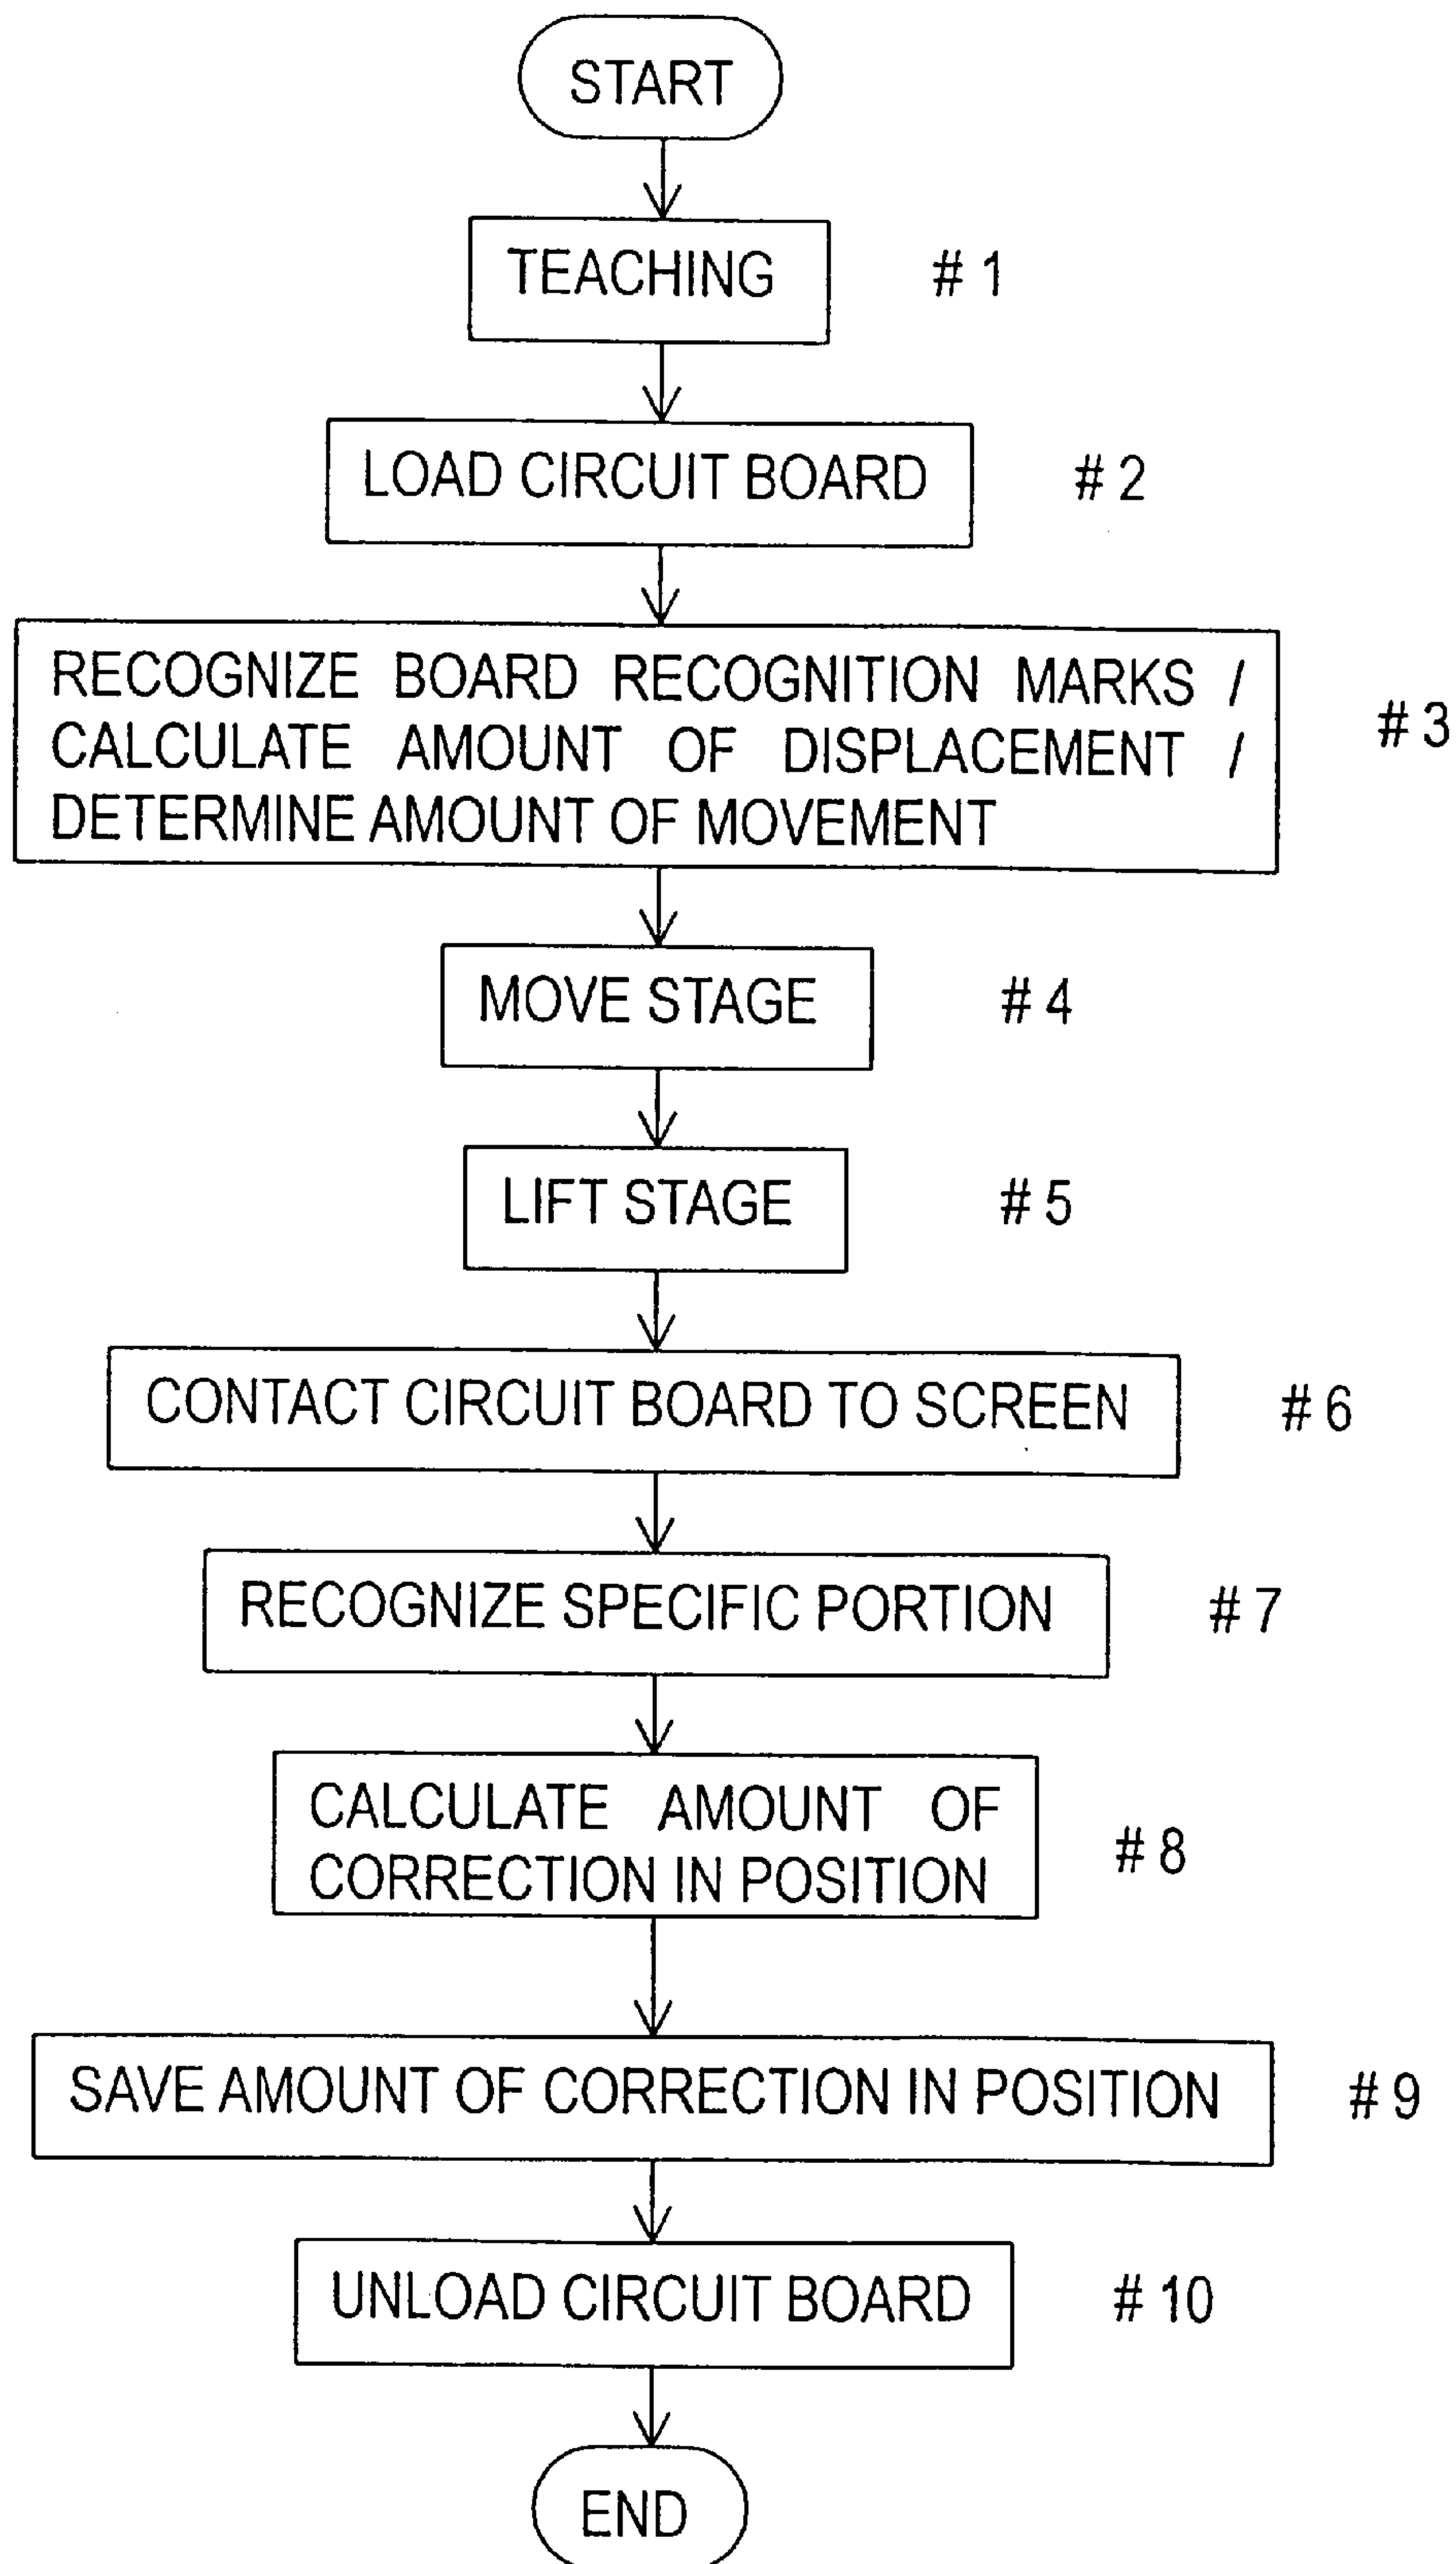 START
TEACHING # 1
LOAD CIRCUIT BOARD # 2
RECOGNIZE BOARD RECOGNITION MARKS /
CALCULATE AMOUNT OF DISPLACEMENT / # 3
DETERMINE AMOUNT OF MOVEMENT
MOVE STAGE # 4
LIFT STAGE # 5
CONTACT CIRCUIT BOARD TO SCREEN # 6
RECOGNIZE SPECIFIC PORTION # 7
CALCULATE AMOUNT OF
CORRECTION IN POSITION # 8
SAVE AMOUNT OF CORRECTION IN POSITION # 9
UNLOAD CIRCUIT BOARD # 10
END